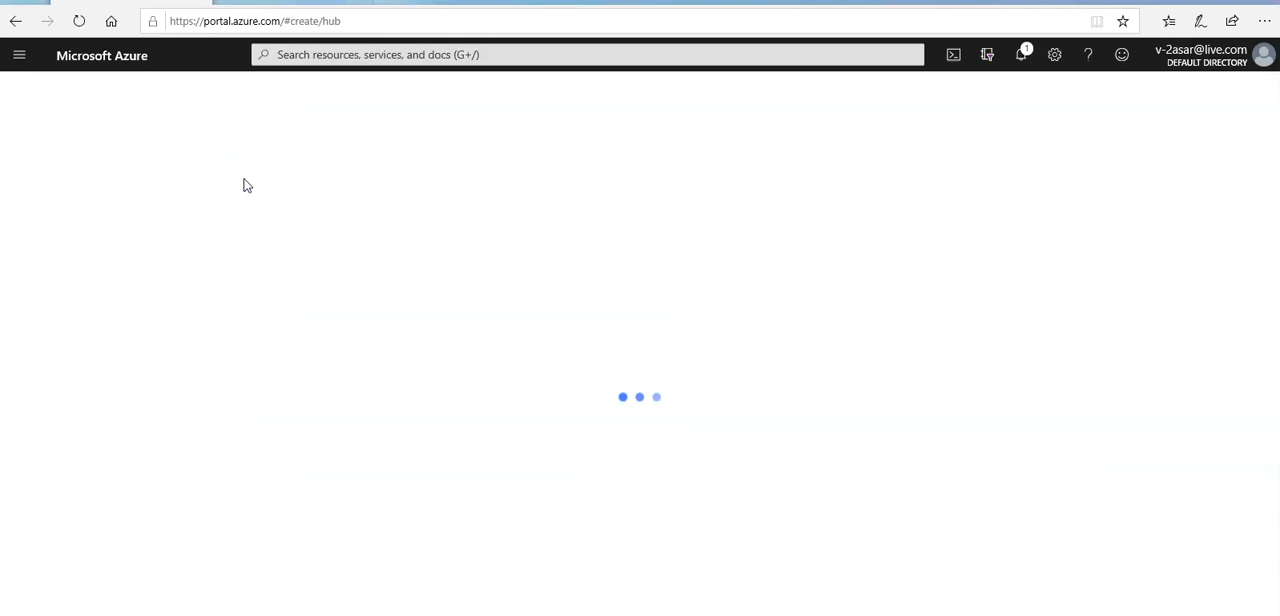 https://portal.azure.com/#create/hub
Microsoft Azure
Search resources, services, and docs (G+/)
1
?
v-2asar@live.com
DEFAULT DIRECTORY